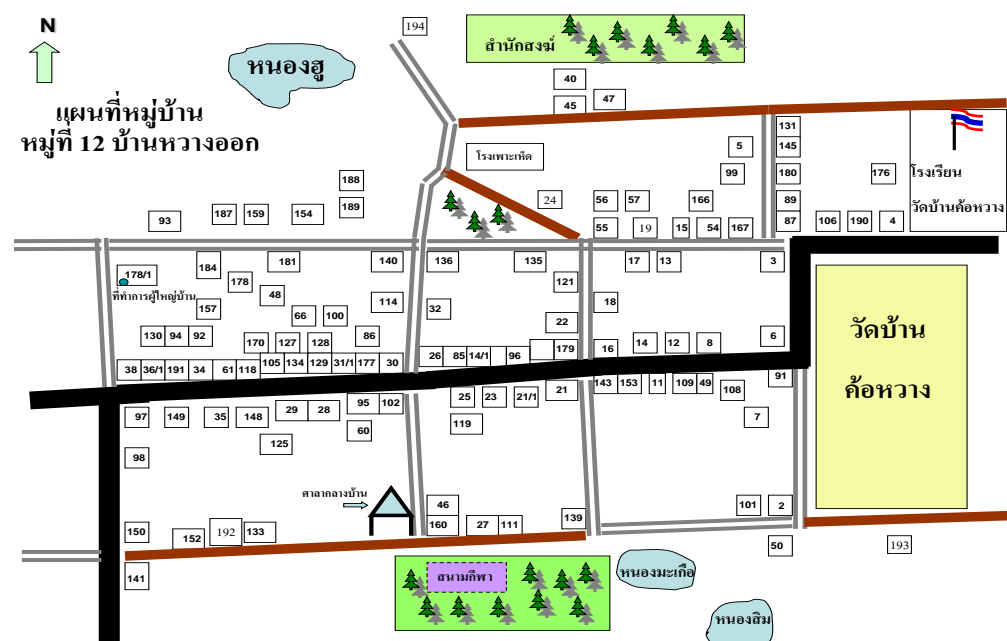 N
194
สำนักสงฆ์
หนองฮู
40
45 47
แผนที่หมู่บ้าน
หมู่ที่ 12 บ้านหวางออก
131
5 145
โรงเพาะเห็ด
99 180 176 โรงเรียน
วัดบ้านค้อหวาง
188
189
24 56 57 166 89
93 187 159 154
55 19 15 54 167 87 106 190 4
178/1 184 181 140 136 135 17 13 3
178 121
ที่ทำการผู้ใหญ่บ้าน
48 114 32 18
157 66 100 22
130 94 92 170 127 128 86 14 12 8 6
วัดบ้าน
ค้อหวาง
38 36/1 191 34 61 118 105 134 129 31/1 177 30 26 85 14/1 96 179 16
143 153 11 109 49 108 91
97 149 35 148 29 28 95 102 25 23 21/1 21
125 60 119 7
98
ศาลากลางบ้าน
46 101 2
150 152 192 133 160 27 111 139
50 193
141
สนามกีฬา
หนองมะเกือ
หนองสิม